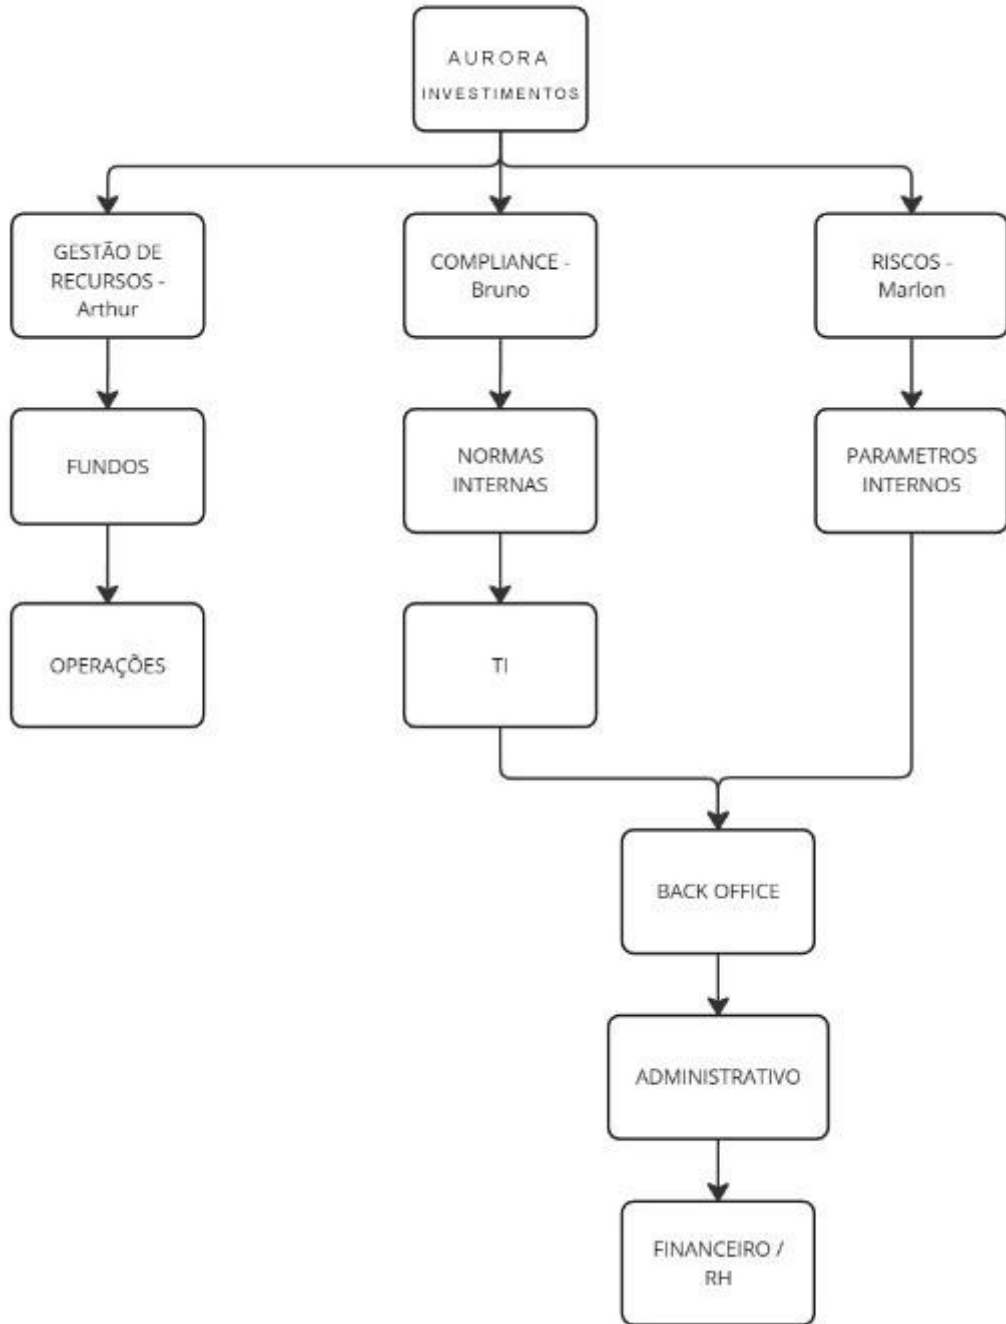 AURORA
INVESTIMENTOS
GESTÃO DE
RECURSOS -
Arthur
COMPLIANCE -
Bruno
RISCOS -
Marlon
FUNDOS
NORMAS
INTERNAS
PARAMETROS
INTERNOS
OPERAÇÕES
TI
BACK OFFICE
ADMINISTRATIVO
FINANCEIRO /
RH